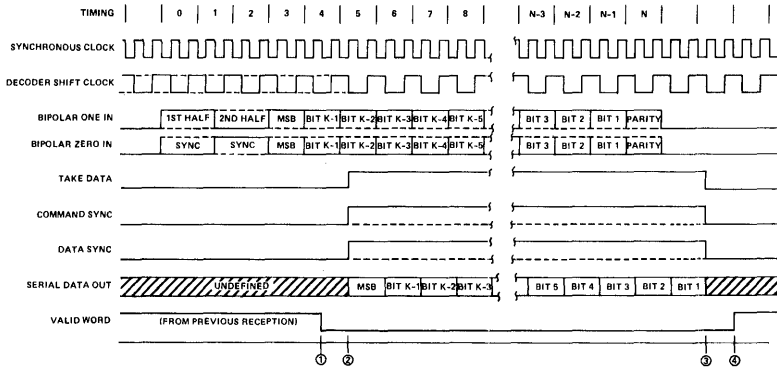 TIMING 0 1 2 3 4 5 6 7 8 N-3 N-2 N-1 N
SYNCHRONOUS CLOCK
DECODER SHIFT CLOCK
BIPOLAR ONE IN 1ST HALF 2ND HALF MSB BIT K-1 BIT K-2 BIT K-3 BIT K-4 BIT K-5 BIT 3 BIT 2 BIT 1 PARITY
BIPOLAR ZERO IN SYNC SYNC MSB BIT K-1 BIT K-2 BIT K-3 BIT K-4 BIT K-5 BIT 3 BIT 2 BIT 1 PARITY
TAKE DATA
COMMAND SYNC
DATA SYNC
SERIAL DATA OUT UNDEFINED MSB BIT K-1 BIT K-2 BIT K-3 BIT 5 BIT 4 BIT 3 BIT 2 BIT 1
VALID WORD (FROM PREVIOUS RECEPTION)
① ② ③ ④